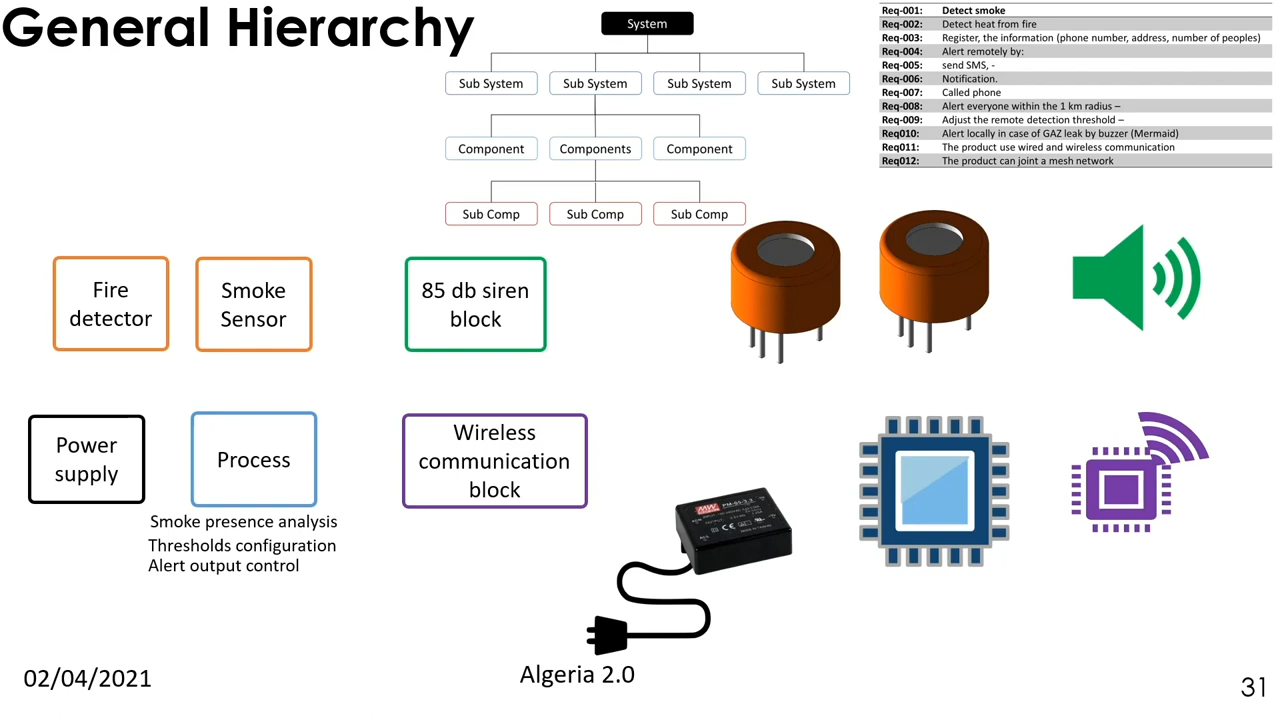 General Hierarchy
System
Sub System
Sub System
Sub System
Sub System
Component
Components
Component
Sub Comp
Sub Comp
Sub Comp
Req-001: Detect smoke
Req-002: Detect heat from fire
Req-003: Register, the information (phone number, address, number of peoples)
Req-004: Alert remotely by:
Req-005: send SMS, -
Req-006: Notification.
Req-007: Called phone
Req-008: Alert everyone within the 1 km radius –
Req-009: Adjust the remote detection threshold –
Req010: Alert locally in case of GAZ leak by buzzer (Mermaid)
Req011: The product use wired and wireless communication
Req012: The product can joint a mesh network
Fire
detector
Smoke
Sensor
85 db siren
block
Power
supply
Process
Wireless
communication
block
Smoke presence analysis
Thresholds configuration
Alert output control
MW
02/04/2021
Algeria 2.0
31